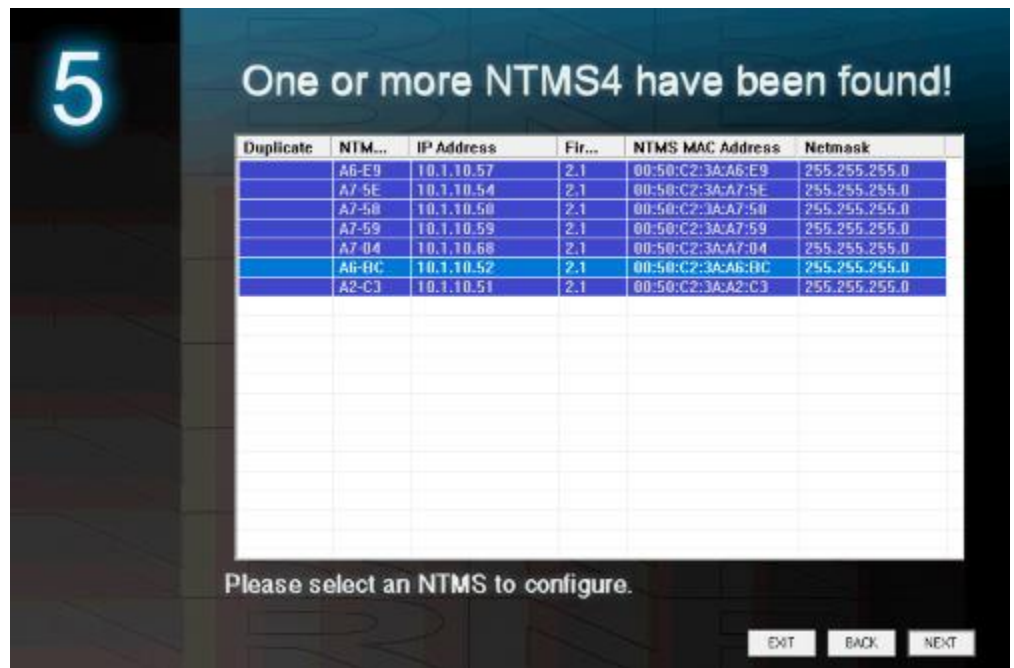 5
One or more NTMS4 have been found!
Duplicate NTM... IP Address Fir... NTMS MAC Address Netmask
A6-E9 10.1.10.57 2.1 00:50:C2:3A:A6:E9 255.255.255.0
A7-5E 10.1.10.54 2.1 00:50:C2:3A:A7:5E 255.255.255.0
A7-58 10.1.10.58 2.1 00:50:C2:3A:A7:58 255.255.255.0
A7-59 10.1.10.59 2.1 00:50:C2:3A:A7:59 255.255.255.0
A7-04 10.1.10.68 2.1 00:50:C2:3A:A7:04 255.255.255.0
A6-BC 10.1.10.52 2.1 00:50:C2:3A:A6:BC 255.255.255.0
A2-C3 10.1.10.51 2.1 00:50:C2:3A:A2:C3 255.255.255.0
Please select an NTMS to configure.
EXIT BACK NEXT